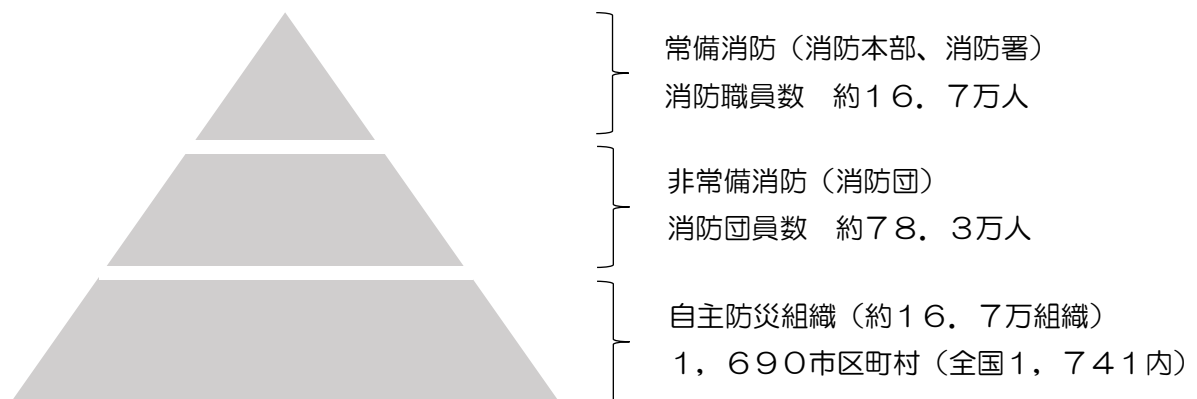 常備消防（消防本部、消防署）
消防職員数　約１６．７万人
非常備消防（消防団）
消防団員数　約７８．３万人
自主防災組織（約１６．７万組織）
１，６９０市区町村（全国１，７４１内）